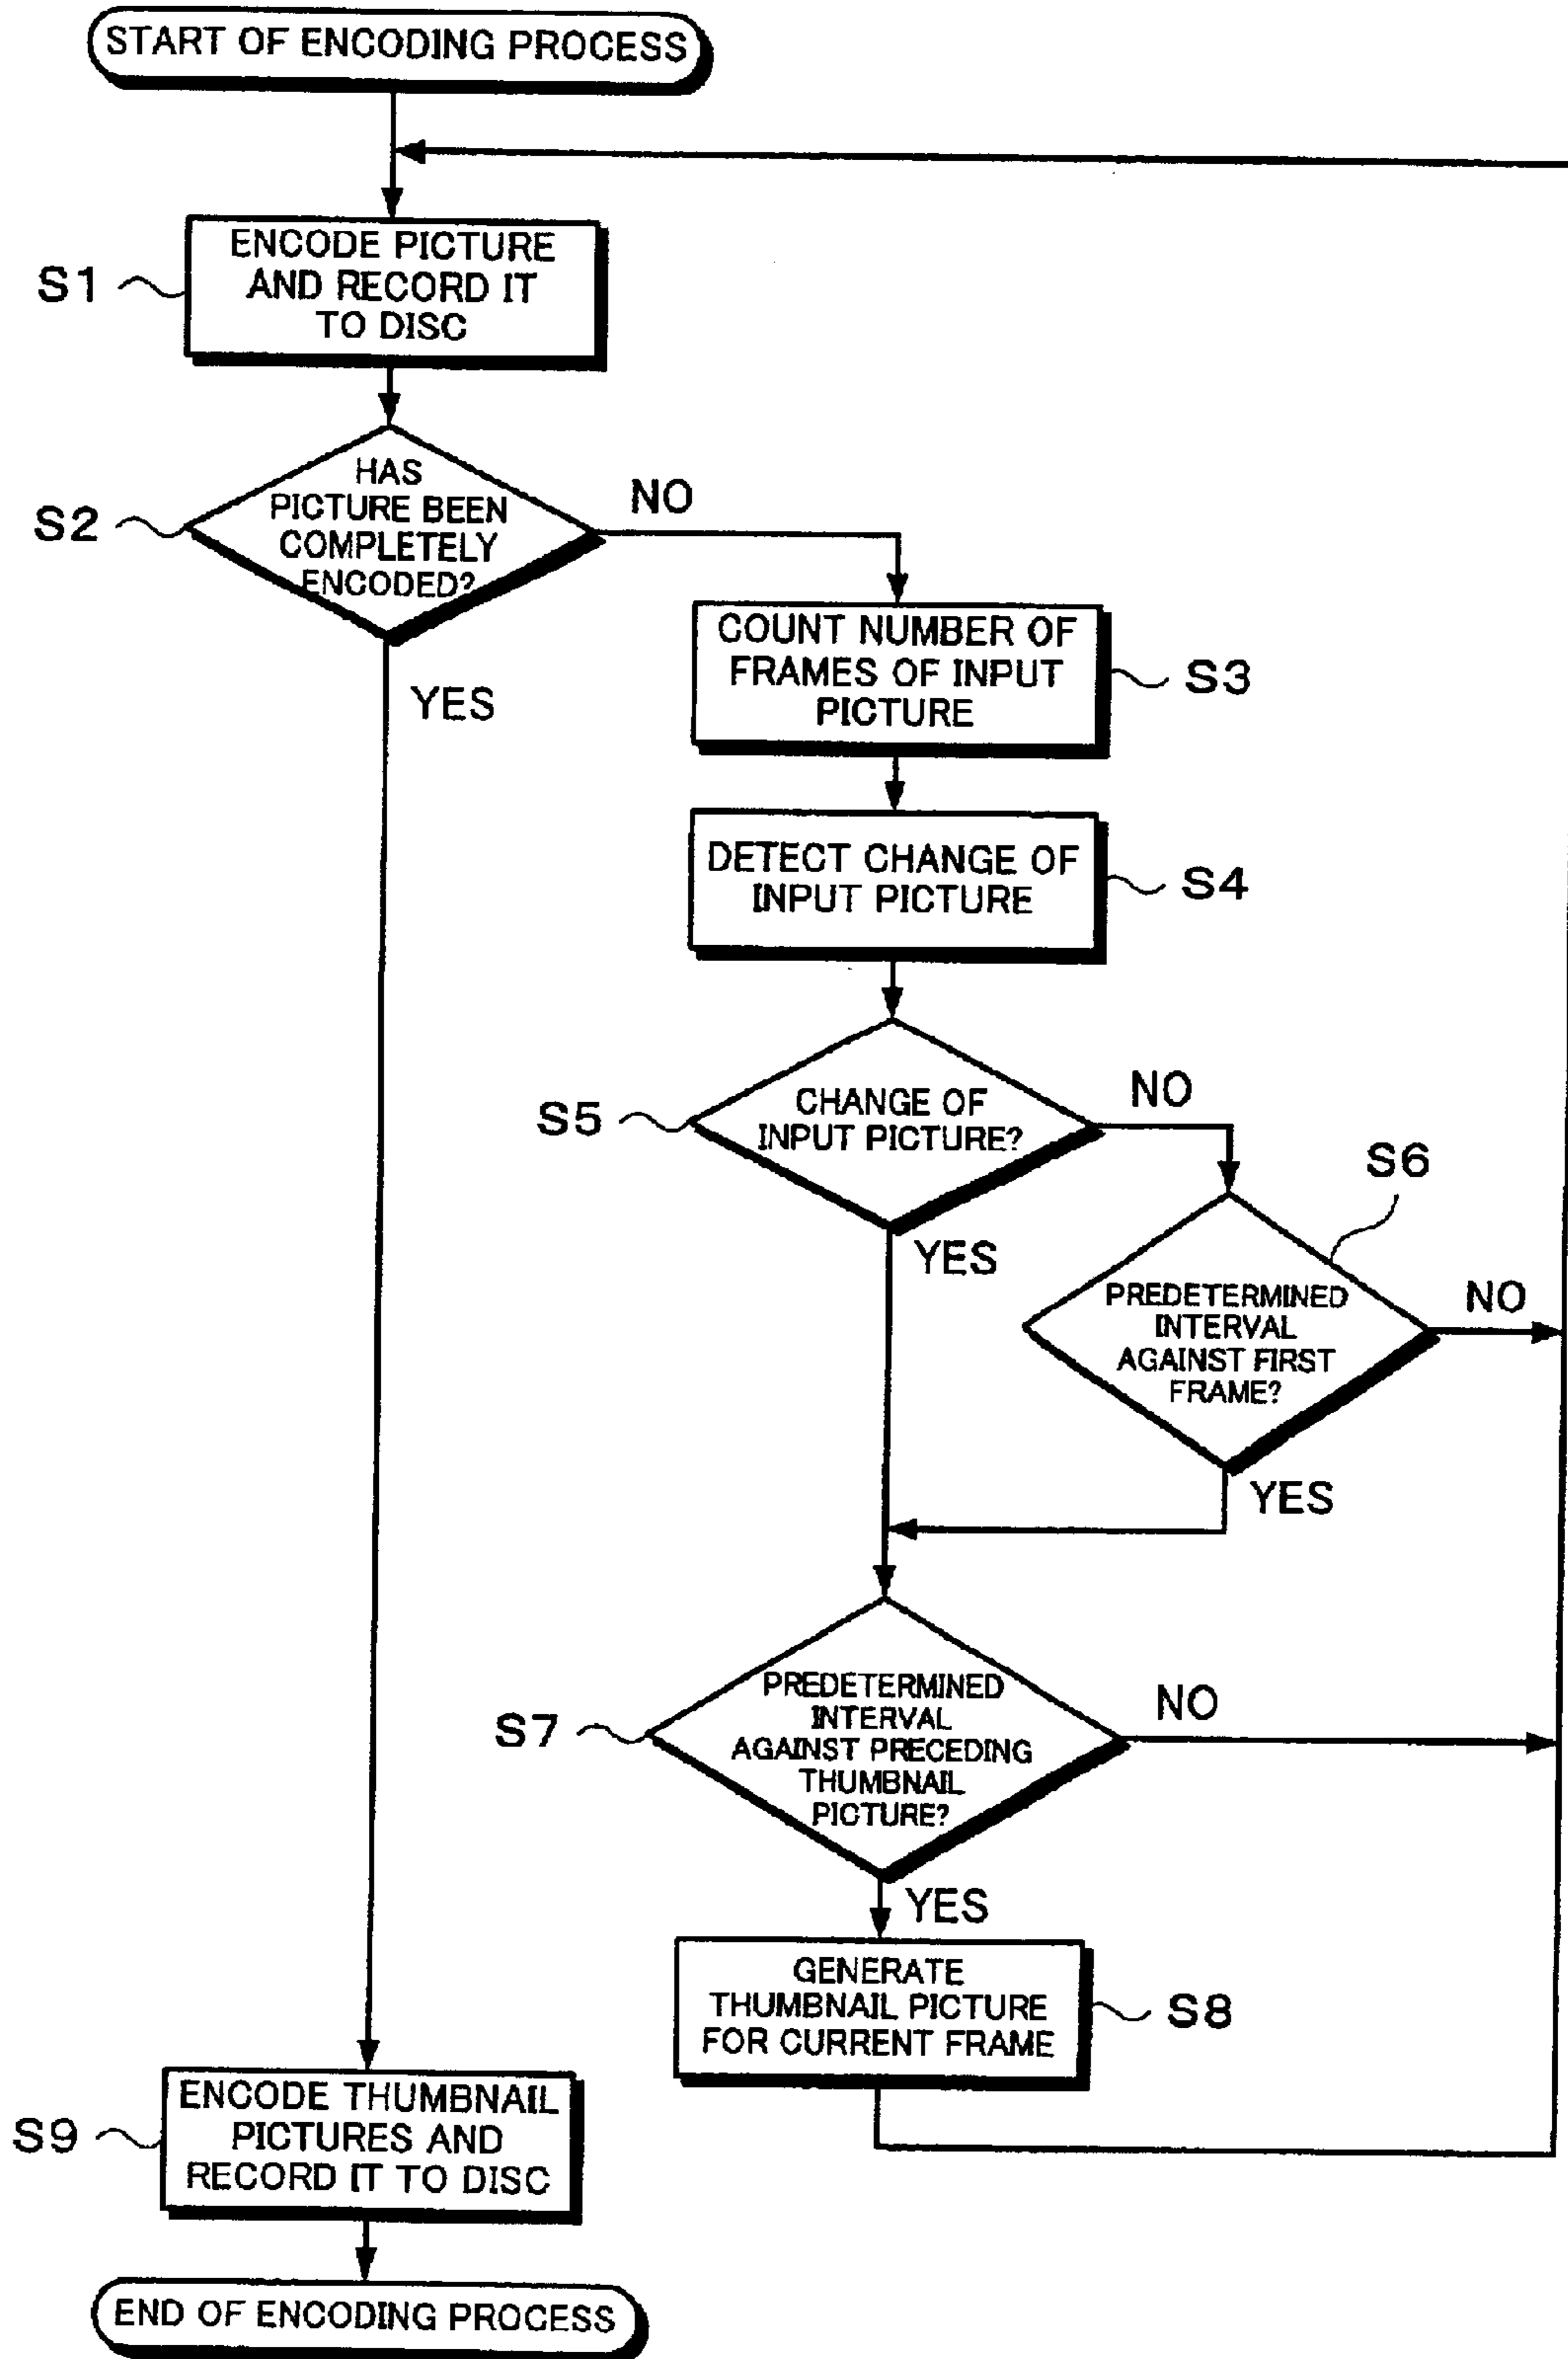 START OF ENCODING PROCESS
S1
ENCODE PICTURE
AND RECORD IT
TO DISC
S2
HAS
PICTURE BEEN
COMPLETELY
ENCODED?
NO
YES
COUNT NUMBER OF
FRAMES OF INPUT
PICTURE
S3
DETECT CHANGE OF
INPUT PICTURE
S4
S5
CHANGE OF
INPUT PICTURE?
NO
YES
S6
PREDETERMINED
INTERVAL
AGAINST FIRST
FRAME?
NO
YES
S7
PREDETERMINED
INTERVAL
AGAINST PRECEDING
THUMBNAIL
PICTURE?
NO
YES
GENERATE
THUMBNAIL PICTURE
FOR CURRENT FRAME
S8
S9
ENCODE THUMBNAIL
PICTURES AND
RECORD IT TO DISC
END OF ENCODING PROCESS